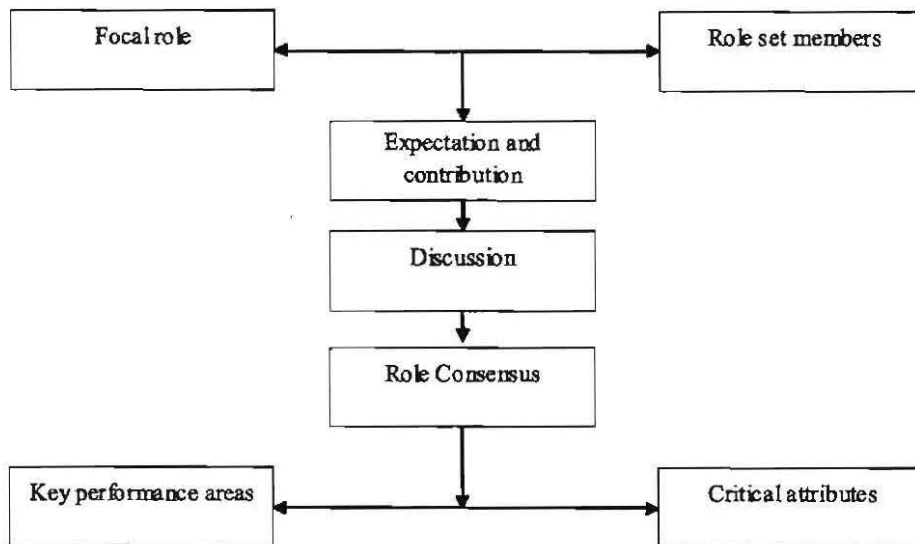 Focal role
Role set members
Expectation and
contribution
Discussion
Role Consensus
Key performance areas
Critical attributes